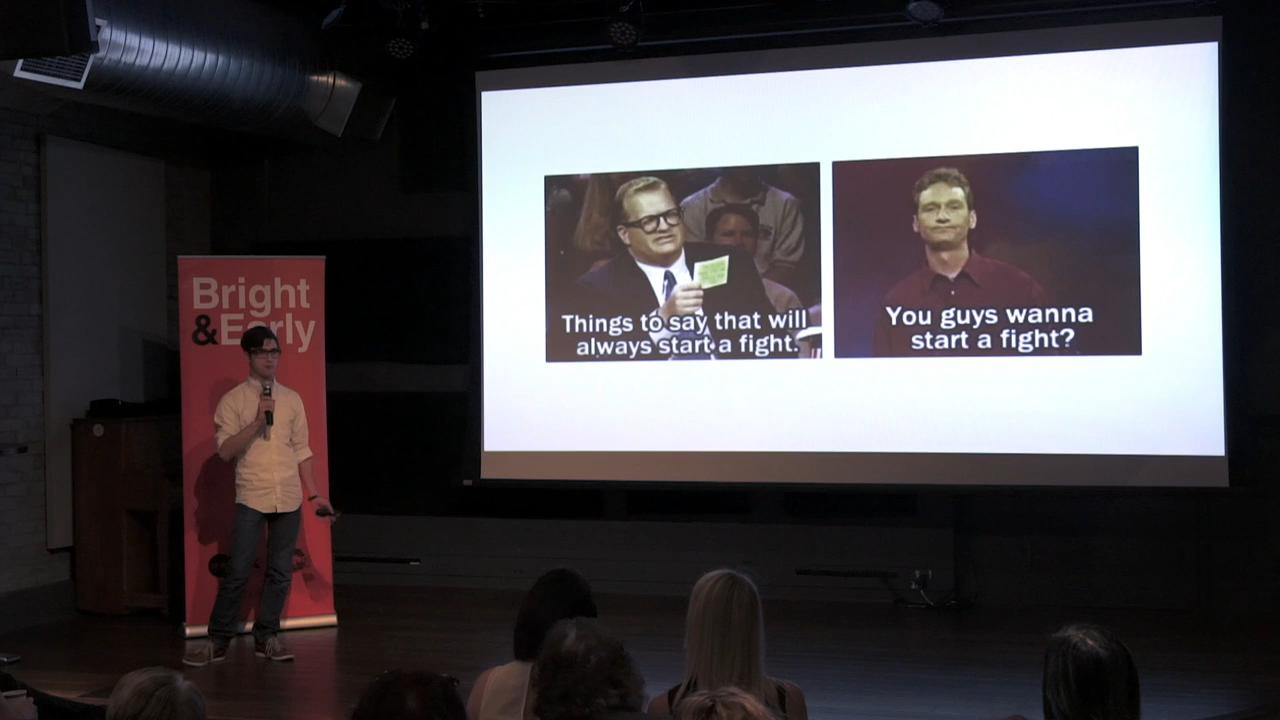 Bright
&Early
Things to say that will
always start a fight.
You guys wanna
start a fight?